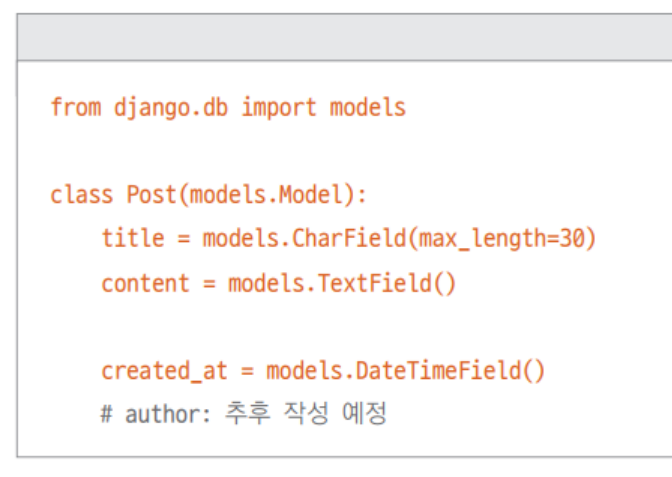 from django.db import models
class Post(models.Model):
title = models.CharField(max_length=30)
content = models.TextField()
created_at = models.DateTimeField()
# author: 추후 작성 예정